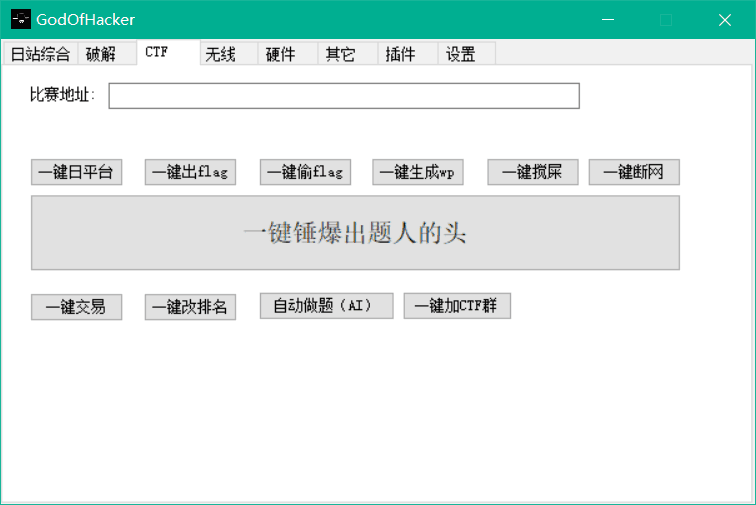 GodOfHacker
日站综合 破解 CTF 无线 硬件 其它 插件 设置
比赛地址:
一键日平台 一键出flag 一键偷flag 一键生成wp 一键搅屎 一键断网
一键锤爆出题人的头
一键交易 一键改排名 自动做题（AI） 一键加CTF群